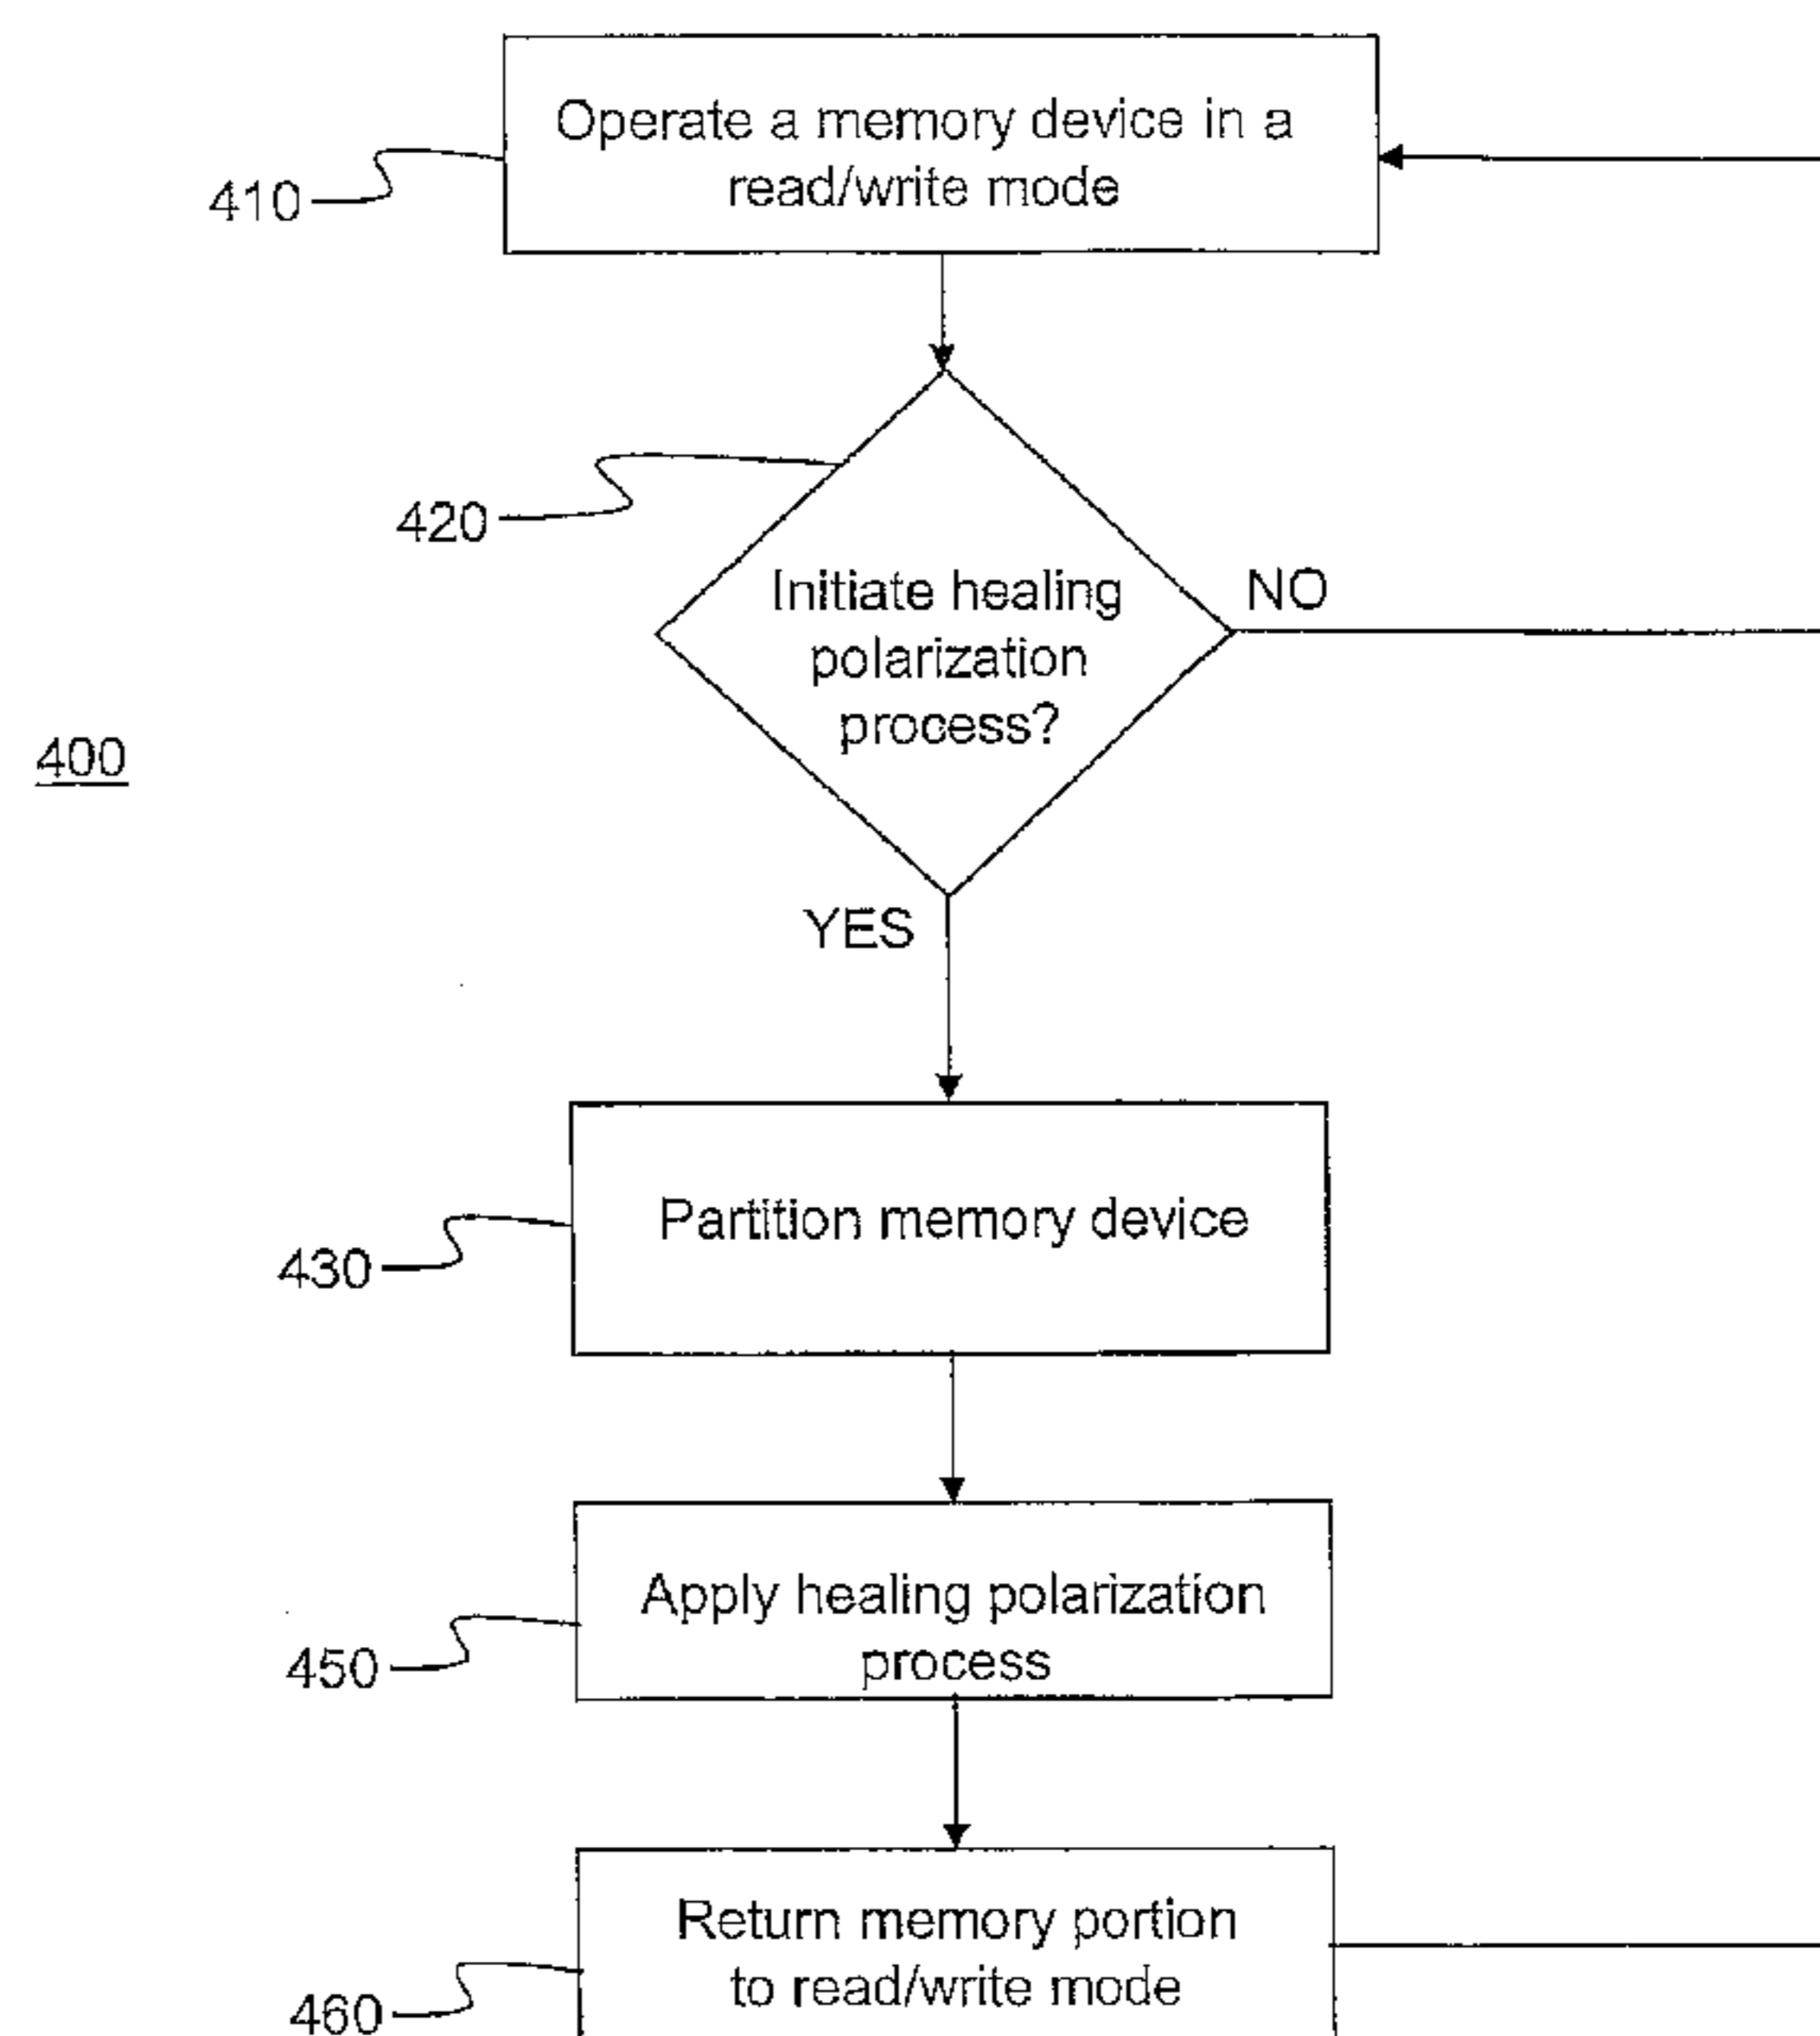 Operate a memory device in a
read/write mode
410
420
Initiate healing
polarization
process?
NO
400
YES
Partition memory device
430
Apply healing polarization
process
450
Return memory portion
to read/write mode
460